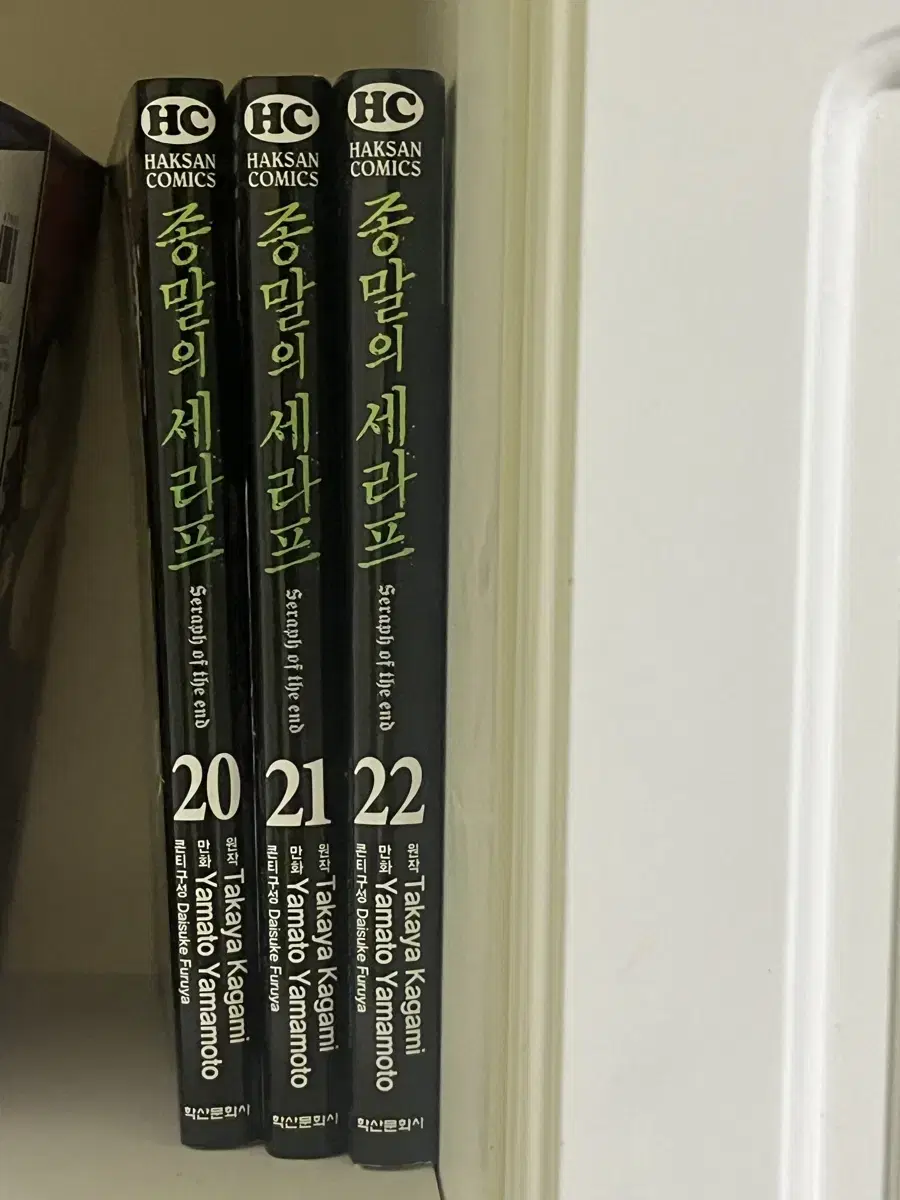 HC
HAKSAN
COMICS
종말의 세라프
Seraph of the end
20
원작 Takaya Kagami
만화 Yamato Yamamoto
콘티 구성 Daisuke Furuya
학산문화사
HC
HAKSAN
COMICS
종말의 세라프
Seraph of the end
21
원작 Takaya Kagami
만화 Yamato Yamamoto
콘티 구성 Daisuke Furuya
학산문화사
HC
HAKSAN
COMICS
종말의 세라프
Seraph of the end
22
원작 Takaya Kagami
만화 Yamato Yamamoto
콘티 구성 Daisuke Furuya
학산문화사